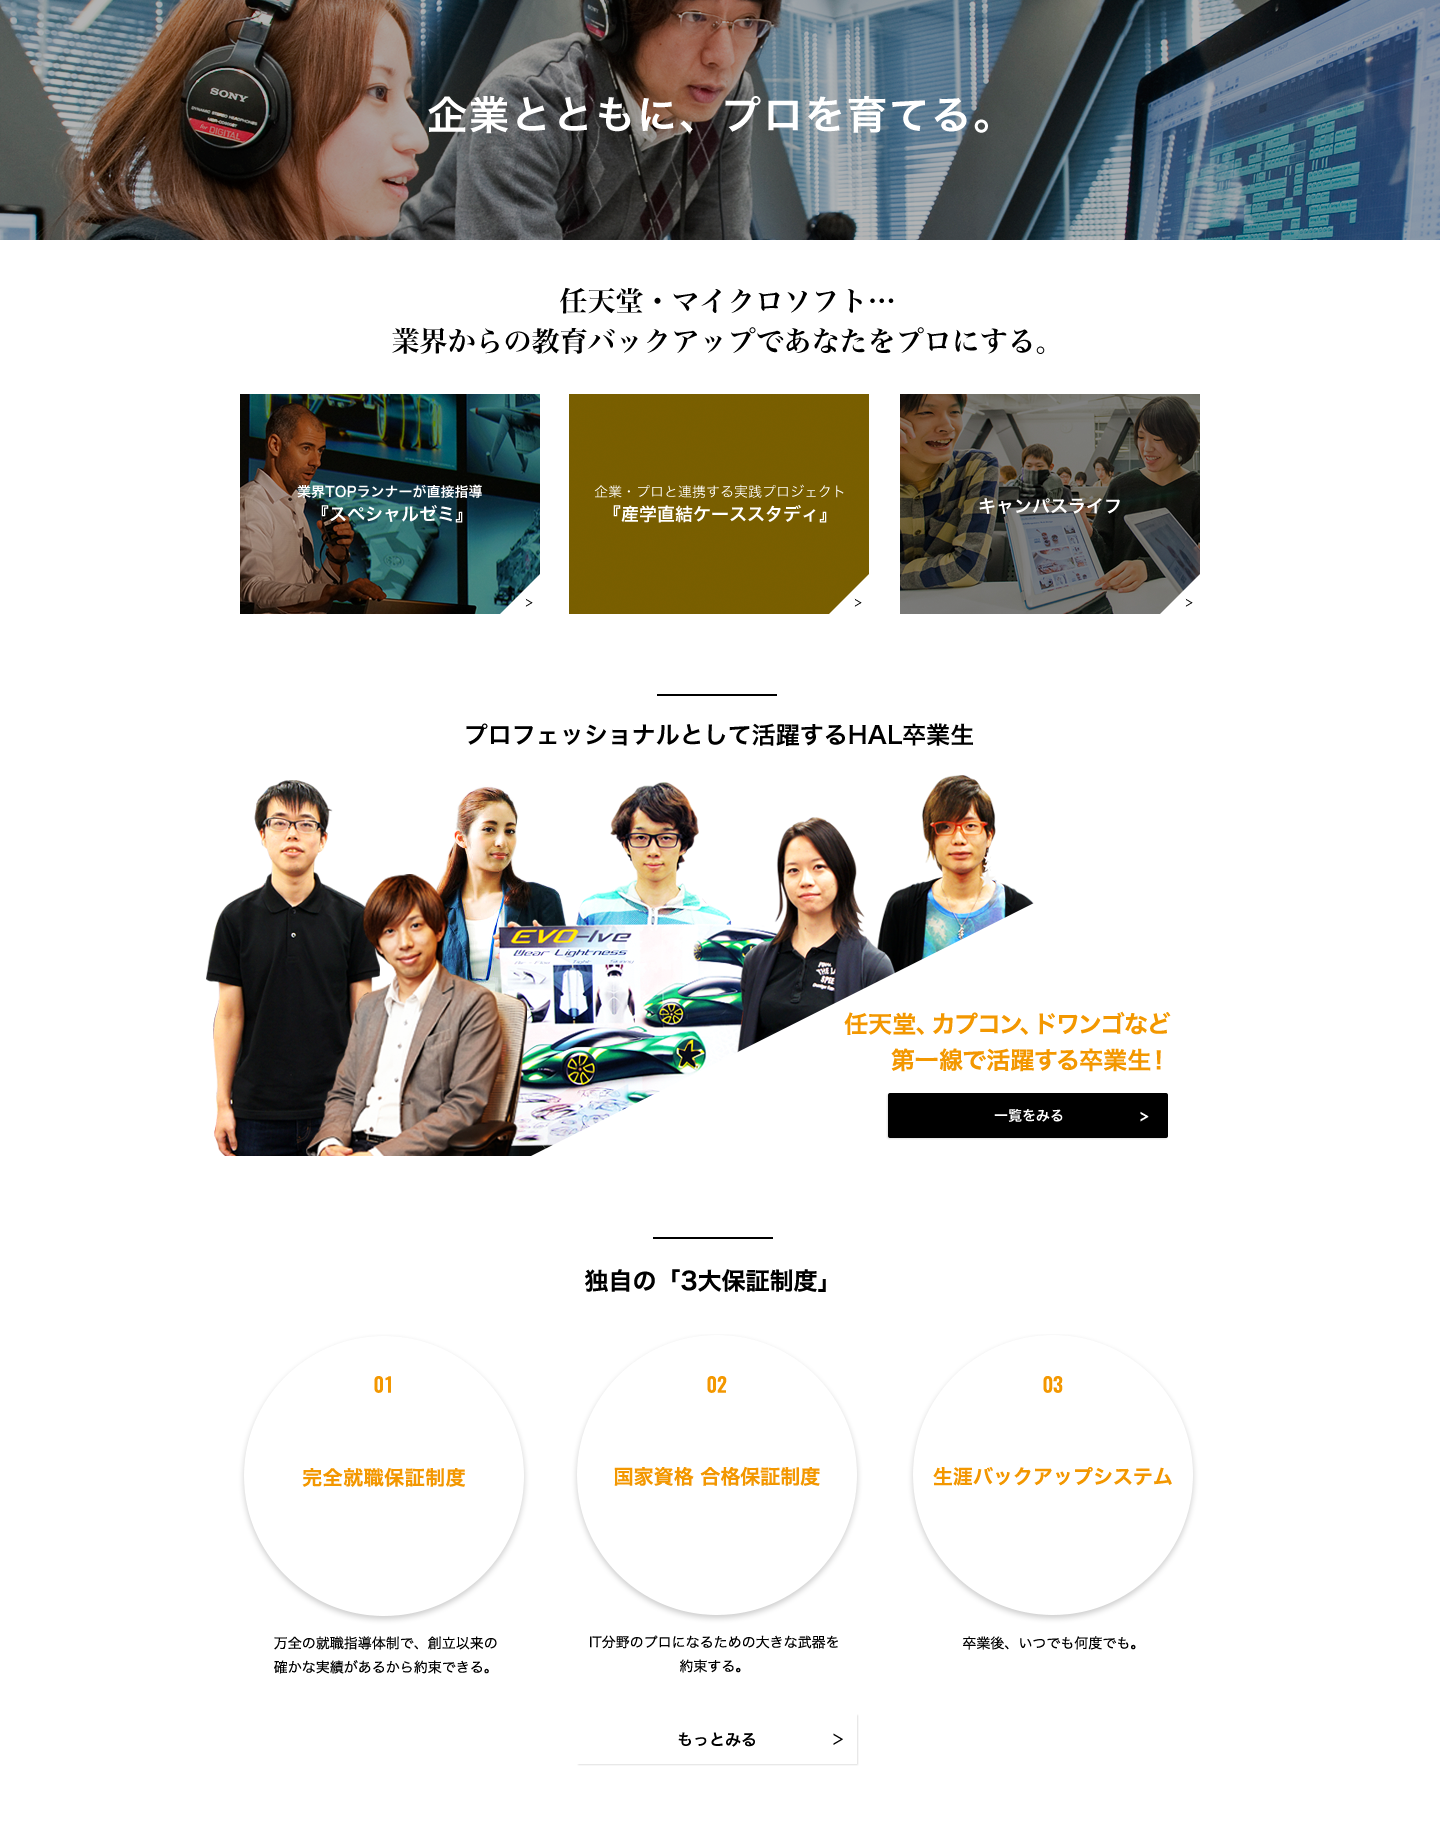 SONY
DYNAMIC STEREO HEADPHONES
MDR-CD900ST
for DIGITAL
企業とともに、プロを育てる。
任天堂・マイクロソフト…
業界からの教育バックアップであなたをプロにする。
業界TOPランナーが直接指導
『スペシャルゼミ』
>
企業・プロと連携する実践プロジェクト
『産学直結ケーススタディ』
>
キャンパスライフ
>
プロフェッショナルとして活躍するHAL卒業生
EVO-Ive
Wear Lightness
任天堂、カプコン、ドワンゴなど
第一線で活躍する卒業生！
一覧をみる >
独自の「3大保証制度」
01
完全就職保証制度
万全の就職指導体制で、創立以来の
確かな実績があるから約束できる。
02
国家資格 合格保証制度
IT分野のプロになるための大きな武器を
約束する。
03
生涯バックアップシステム
卒業後、いつでも何度でも。
もっとみる >